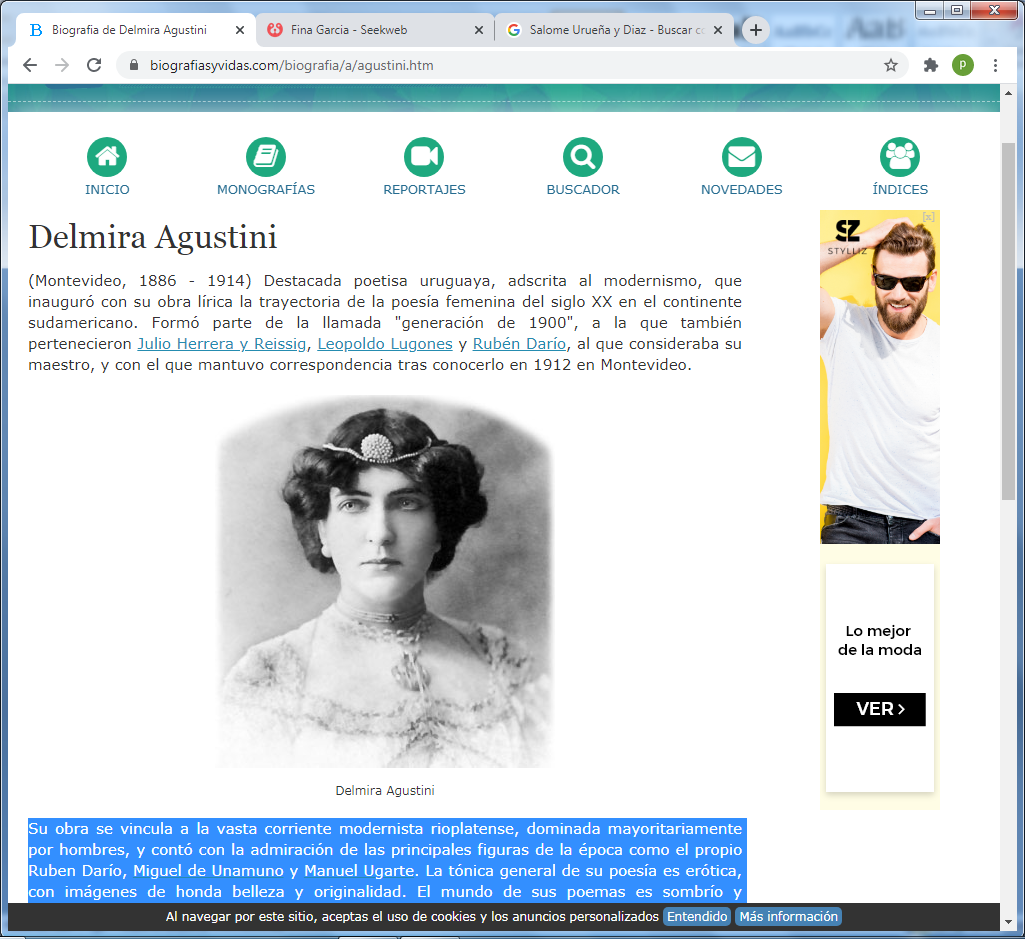 Biografia de Delmira Agustini
Fina Garcia - Seekweb
Salome Urueña y Diaz - Buscar co
biografiasyvidas.com/biografia/a/agustini.htm
P
INICIO
MONOGRAFÍAS
REPORTAJES
BUSCADOR
NOVEDADES
ÍNDICES
Delmira Agustini
(Montevideo, 1886 - 1914) Destacada poetisa uruguaya, adscrita al modernismo, que
inauguró con su obra lírica la trayectoria de la poesía femenina del siglo XX en el continente
sudamericano. Formó parte de la llamada "generación de 1900", a la que también
pertenecieron Julio Herrera y Reissig, Leopoldo Lugones y Rubén Darío, al que consideraba su
maestro, y con el que mantuvo correspondencia tras conocerlo en 1912 en Montevideo.
Delmira Agustini
Su obra se vincula a la vasta corriente modernista rioplatense, dominada mayoritariamente
por hombres, y contó con la admiración de las principales figuras de la época como el propio
Ruben Darío, Miguel de Unamuno y Manuel Ugarte. La tónica general de su poesía es erótica,
con imágenes de honda belleza y originalidad. El mundo de sus poemas es sombrío y
[x]
SZ
STYLLIZ
Lo mejor
de la moda
VER >
Al navegar por este sitio, aceptas el uso de cookies y los anuncios personalizados Entendido Más información